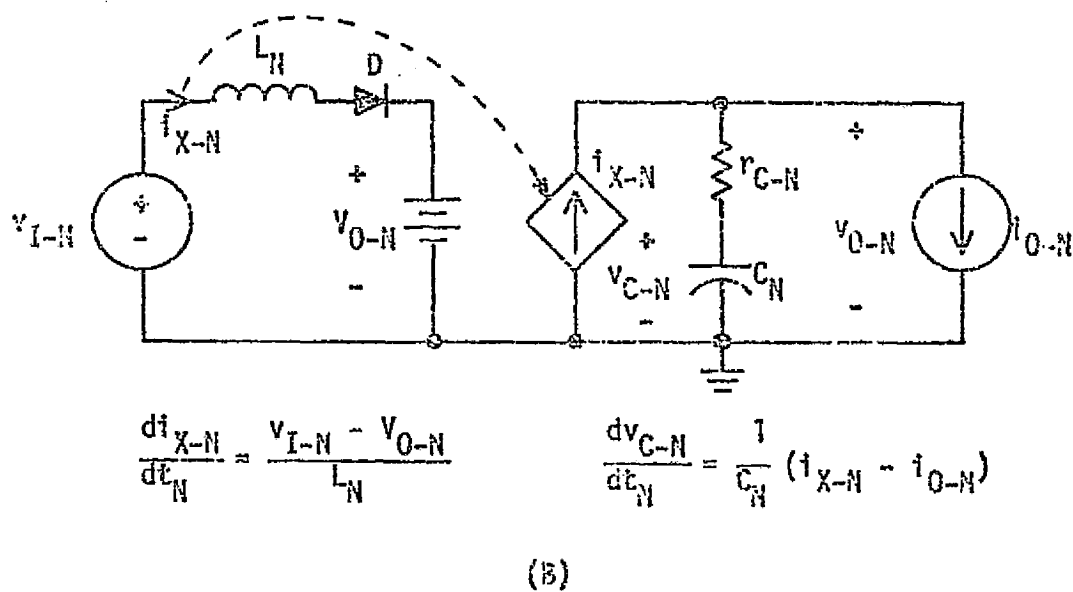 L_N
D
i_X-N
v_I-N
+
-
+
V_O-N
-
i_X-N
+
v_C-N
-
r_C-N
C_N
+
v_O-N
-
i_O-N
di_X-N/dt_N = (v_I-N - V_O-N)/L_N
dv_C-N/dt_N = 1/C_N (i_X-N - i_O-N)
(B)